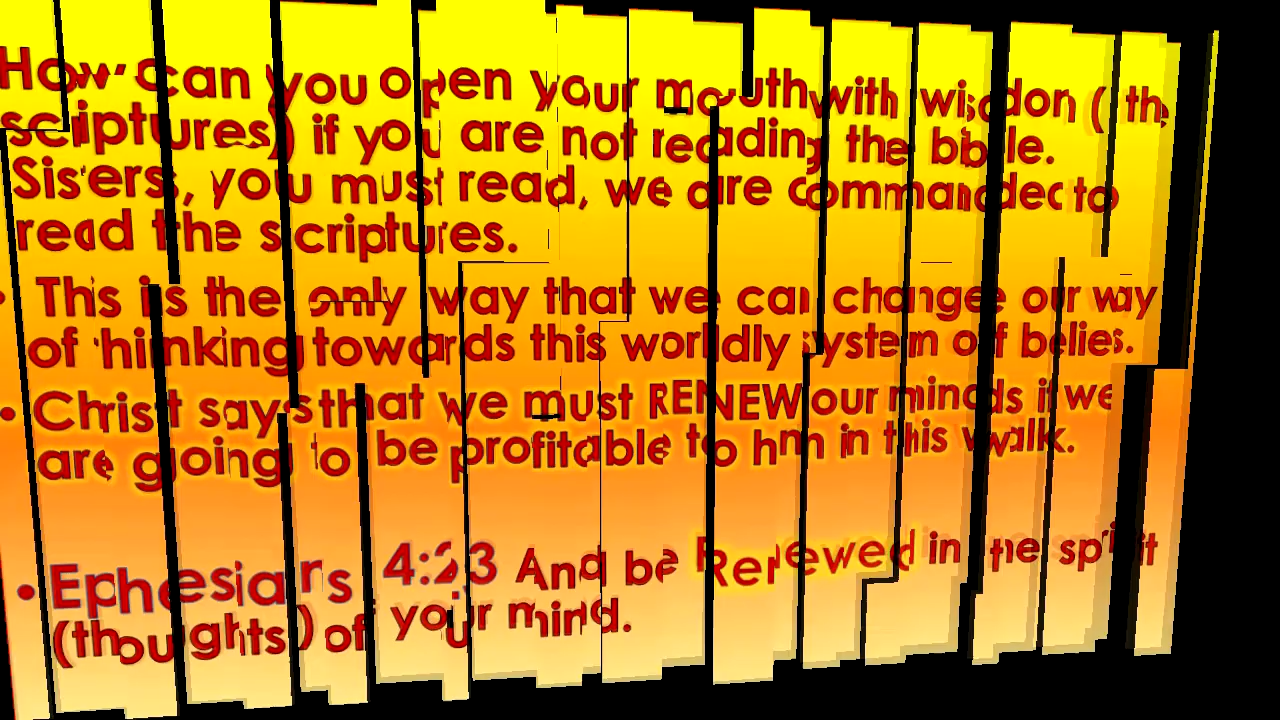 How can you open your mouth with wisdon ( the
scriptures) if you are not reading the bible.
Sisters, you must read, we are commanded to
read the scriptures.
• This is the only way that we can change our way
of thinking towards this worldly system of belies.
• Christ says that we must RENEW our minds if we
are going to be profitable to hm in this walk.
• Ephesians 4:23 And be Renewed in the spirit
(thoughts) of your mind.